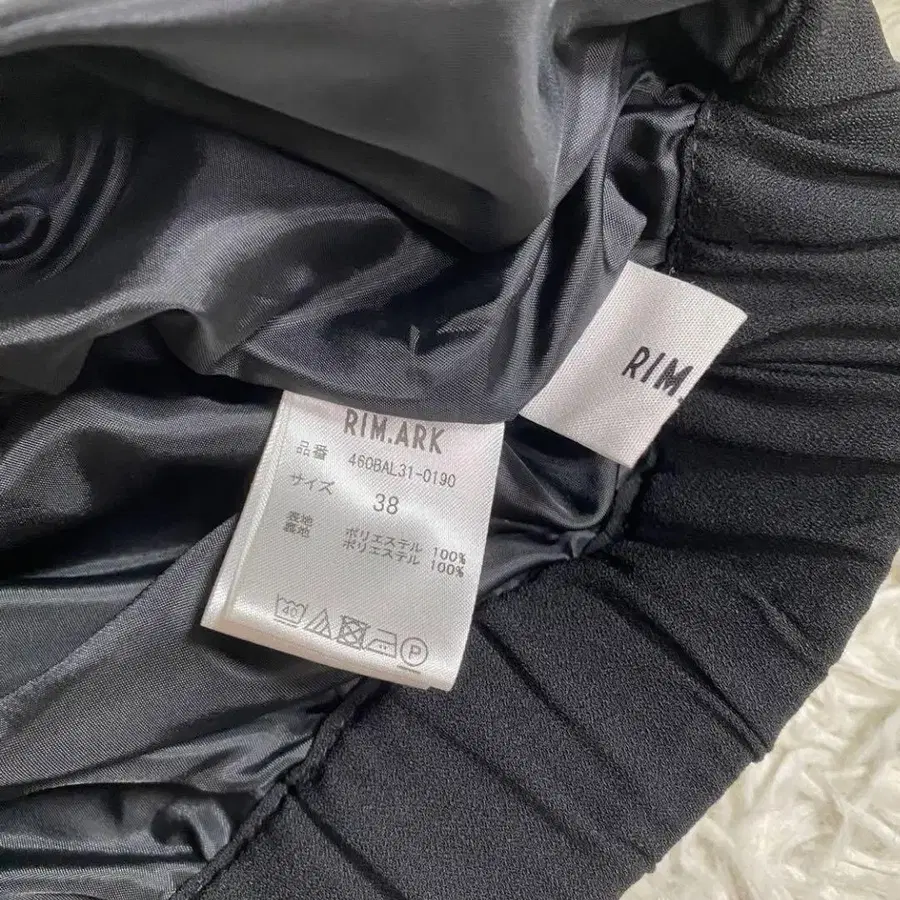 RIM.
RIM.ARK
品番 460BAL31-0190
サイズ 38
表地 ポリエステル 100%
裏地 ポリエステル 100%
40
P